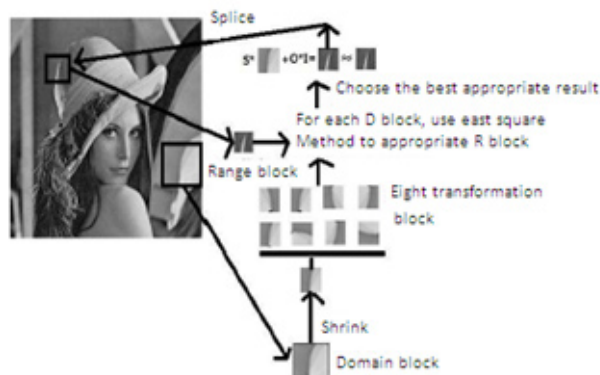 Splice
S* +O*I= ≈
Choose the best appropriate result
For each D block, use east square
Method to appropriate R block
Range block
Eight transformation
block
Shrink
Domain block